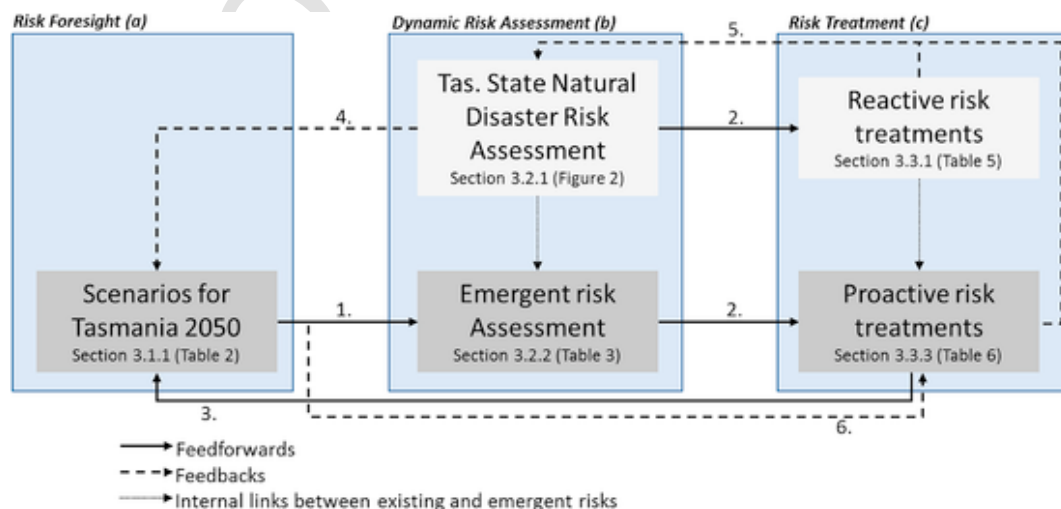 Risk Foresight (a)
Dynamic Risk Assessment (b)
Risk Treatment (c)
5.
Tas. State Natural
Disaster Risk
Assessment
Section 3.2.1 (Figure 2)
4.
2.
Reactive risk
treatments
Section 3.3.1 (Table 5)
Scenarios for
Tasmania 2050
Section 3.1.1 (Table 2)
1.
Emergent risk
Assessment
Section 3.2.2 (Table 3)
2.
Proactive risk
treatments
Section 3.3.3 (Table 6)
3.
6.
Feedforwards
Feedbacks
Internal links between existing and emergent risks